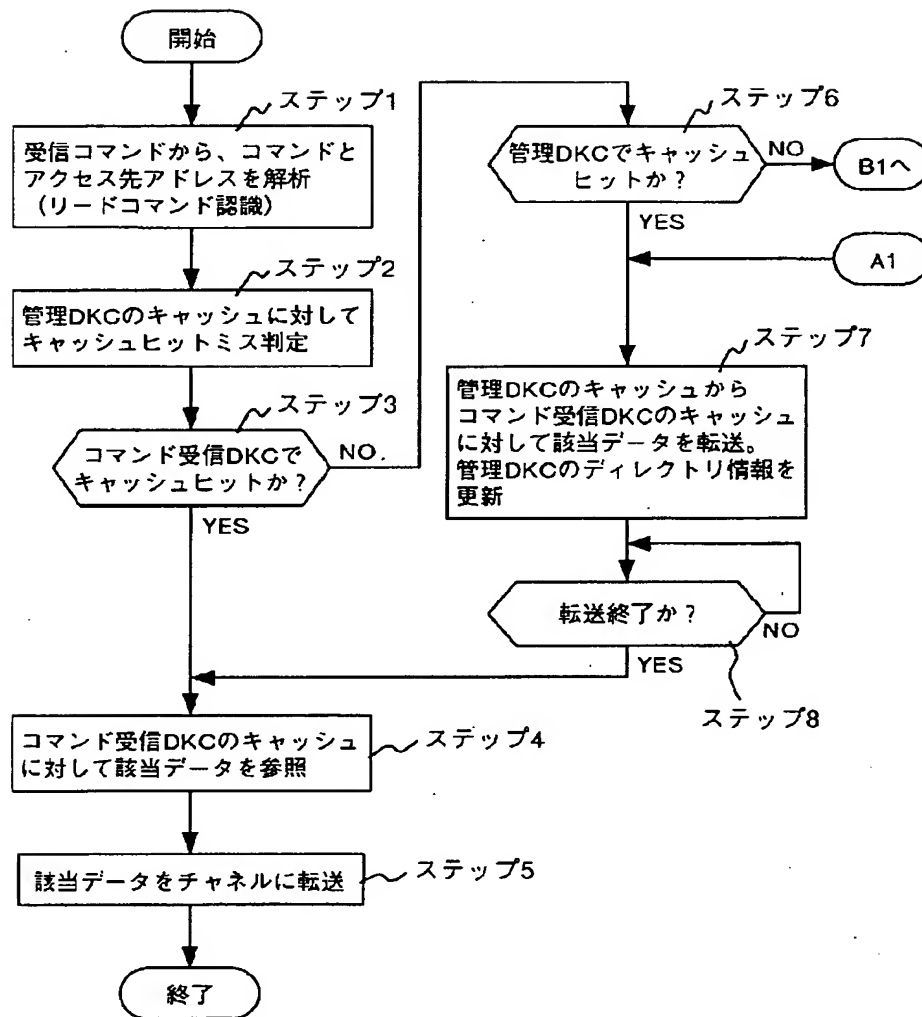 開始
ステップ1
受信コマンドから、コマンドと
アクセス先アドレスを解析
(リードコマンド認識)
ステップ2
管理DKCのキャッシュに対して
キャッシュヒットミス判定
ステップ3
コマンド受信DKCで
キャッシュヒットか?
NO.
YES
ステップ6
管理DKCでキャッシュ
ヒットか?
NO
B1へ
YES
A1
ステップ7
管理DKCのキャッシュから
コマンド受信DKCのキャッシュ
に対して該当データを転送。
管理DKCのディレクトリ情報を
更新
転送終了か?
NO
YES
ステップ8
コマンド受信DKCのキャッシュ
に対して該当データを参照
ステップ4
該当データをチャネルに転送
ステップ5
終了